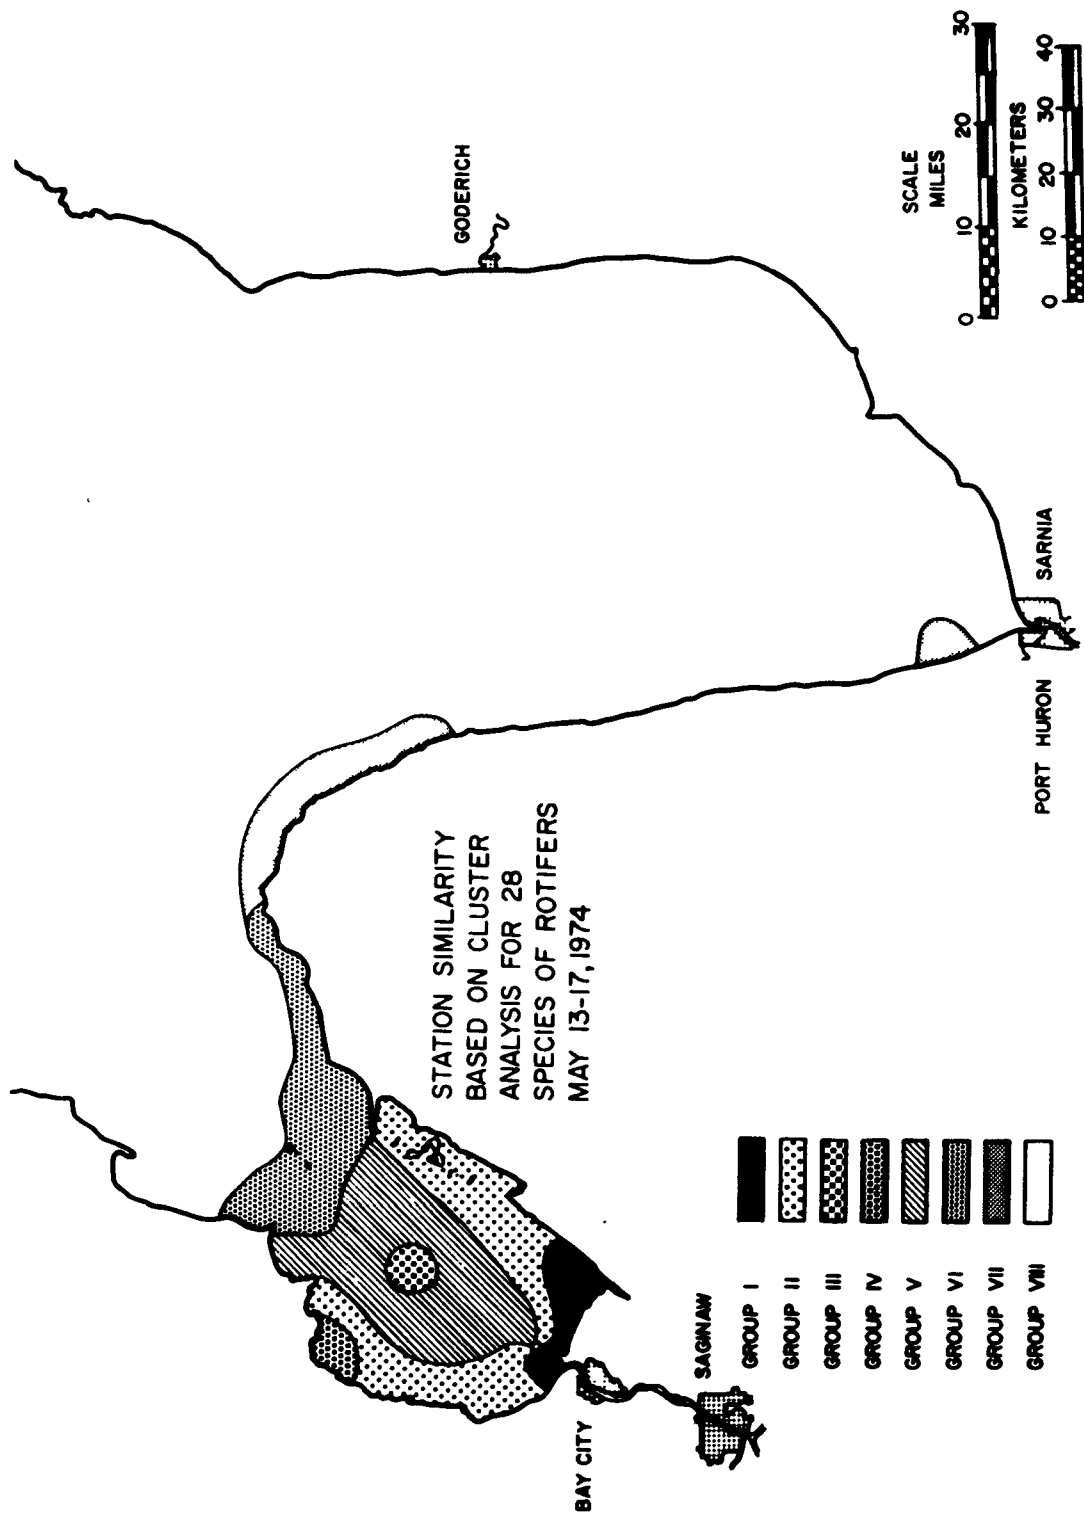 STATION SIMILARITY
BASED ON CLUSTER
ANALYSIS FOR 28
SPECIES OF ROTIFERS
MAY 13-17, 1974
GODERICH
SARNIA
PORT HURON
BAY CITY
SAGINAW
GROUP I
GROUP II
GROUP III
GROUP IV
GROUP V
GROUP VI
GROUP VII
GROUP VIII
SCALE
MILES
0 10 20 30
KILOMETERS
0 10 20 30 40